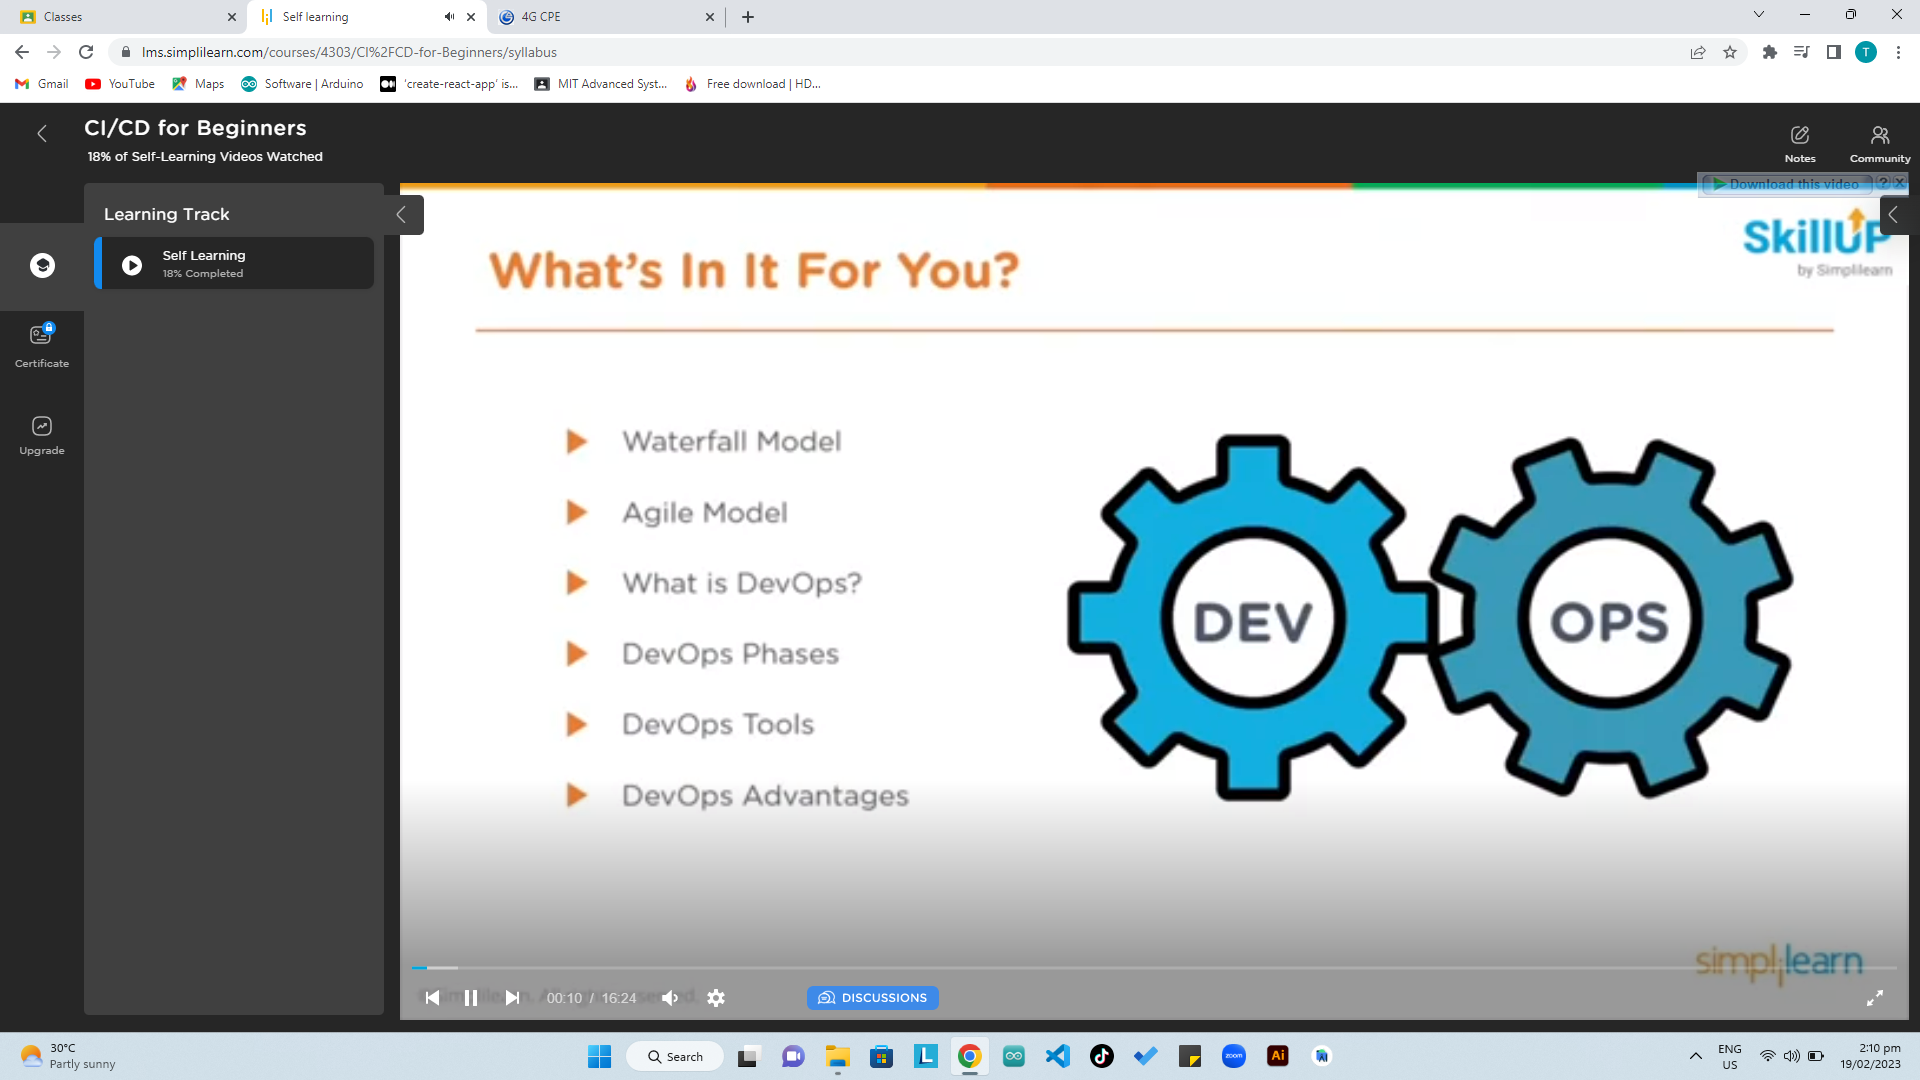 Classes
Self learning
4G CPE
lms.simplilearn.com/courses/4303/CI%2FCD-for-Beginners/syllabus
T
Gmail
YouTube
Maps
Software | Arduino
'create-react-app' is...
MIT Advanced Syst...
Free download | HD...
CI/CD for Beginners
18% of Self-Learning Videos Watched
Notes
Community
Download this video
?
Learning Track
Self Learning
18% Completed
Certificate
Upgrade
SkillUP
by Simplilearn
What's In It For You?
Waterfall Model
Agile Model
What is DevOps?
DevOps Phases
DevOps Tools
DevOps Advantages
DEV
OPS
simplilearn
00:10 / 16:24
DISCUSSIONS
30°C
Partly sunny
Search
L
zoom
Ai
ENG
US
2:10 pm
19/02/2023